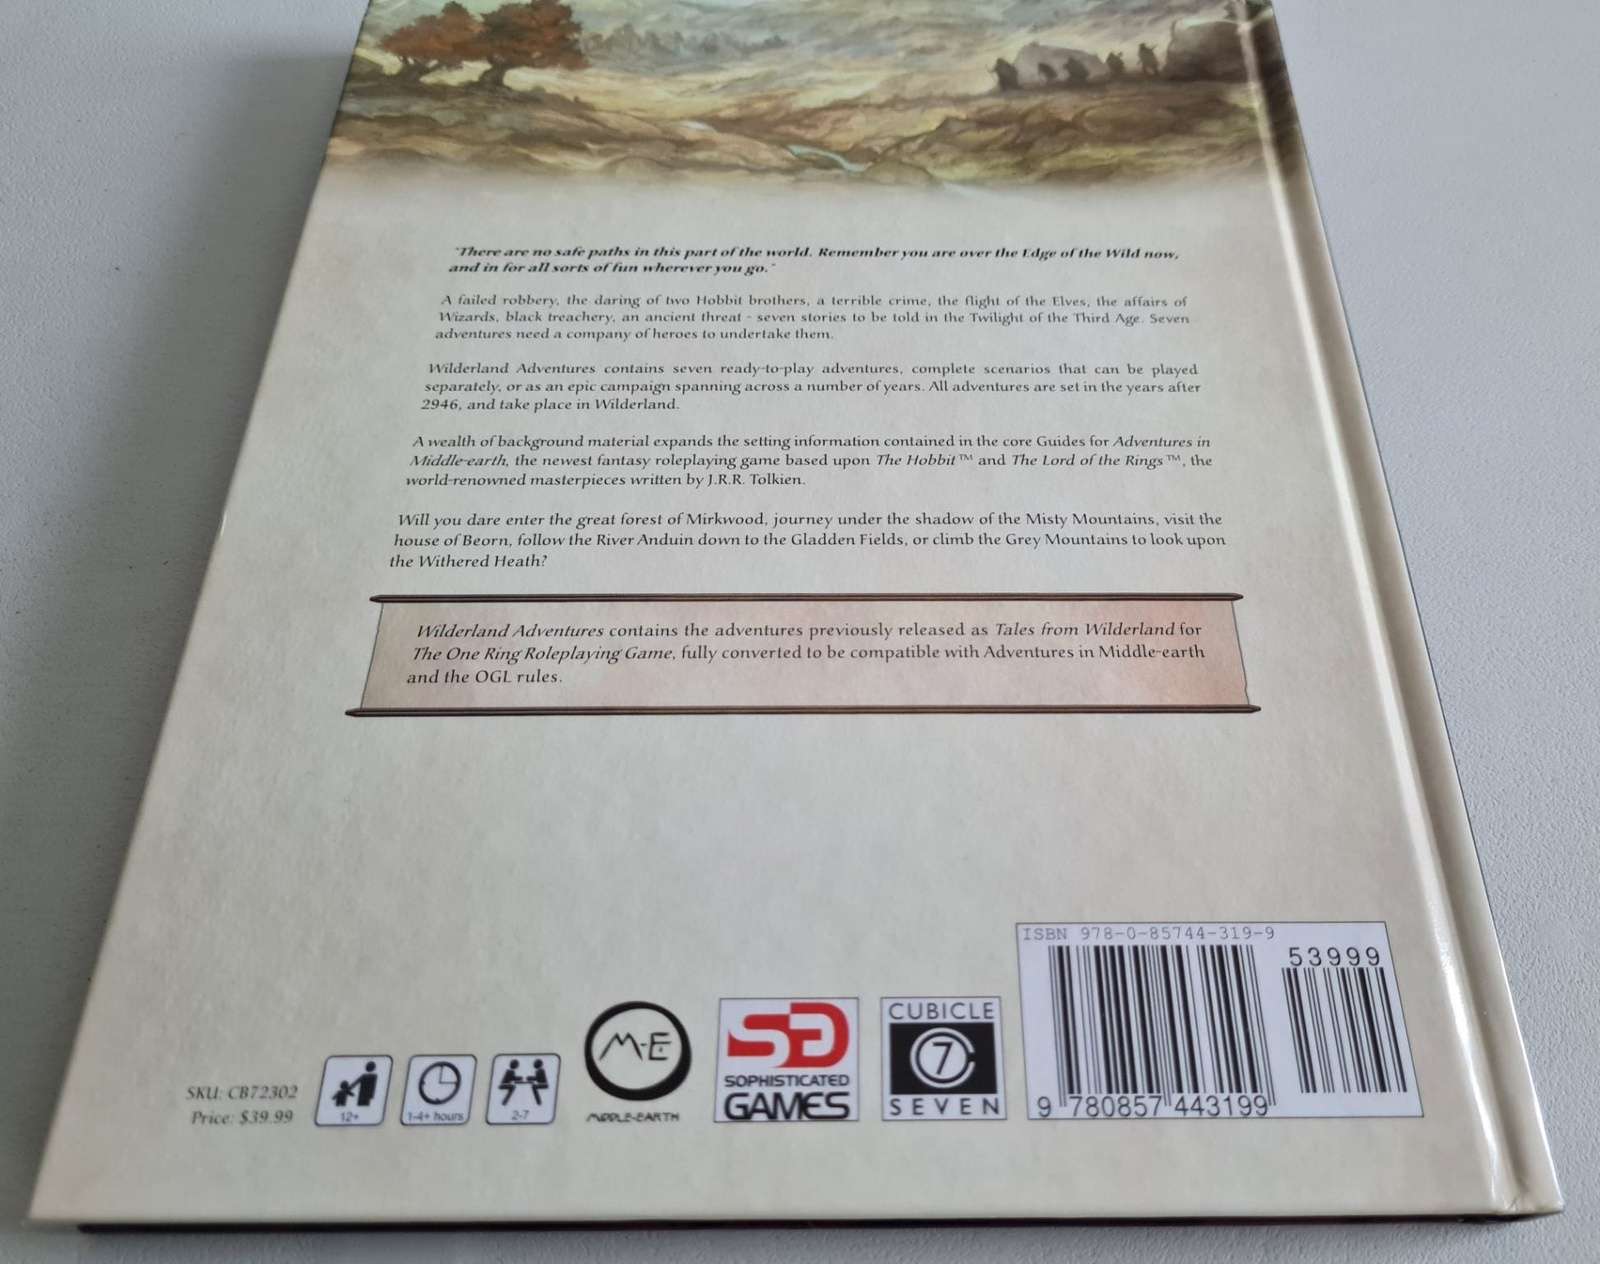 "There are no safe paths in this part of the world. Remember you are over the Edge of the Wild now,
and in for all sorts of fun wherever you go."
A failed robbery, the daring of two Hobbit brothers, a terrible crime, the flight of the Elves, the affairs of
Wizards, black treachery, an ancient threat - seven stories to be told in the Twilight of the Third Age. Seven
adventures need a company of heroes to undertake them.
Wilderland Adventures contains seven ready-to-play adventures, complete scenarios that can be played
separately, or as an epic campaign spanning across a number of years. All adventures are set in the years after
2946, and take place in Wilderland.
A wealth of background material expands the setting information contained in the core Guides for Adventures in
Middle-earth, the newest fantasy roleplaying game based upon The Hobbit™ and The Lord of the Rings™, the
world-renowned masterpieces written by J.R.R. Tolkien.
Will you dare enter the great forest of Mirkwood, journey under the shadow of the Misty Mountains, visit the
house of Beorn, follow the River Anduin down to the Gladden Fields, or climb the Grey Mountains to look upon
the Withered Heath?
Wilderland Adventures contains the adventures previously released as Tales from Wilderland for
The One Ring Roleplaying Game, fully converted to be compatible with Adventures in Middle-earth
and the OGL rules.
SKU: CB72302
Price: $39.99
12+
1-4+ hours
2-7
M-E
MIDDLE-EARTH
SG
SOPHISTICATED
GAMES
CUBICLE
7
SEVEN
ISBN 978-0-85744-319-9
53999
9 780857 443199